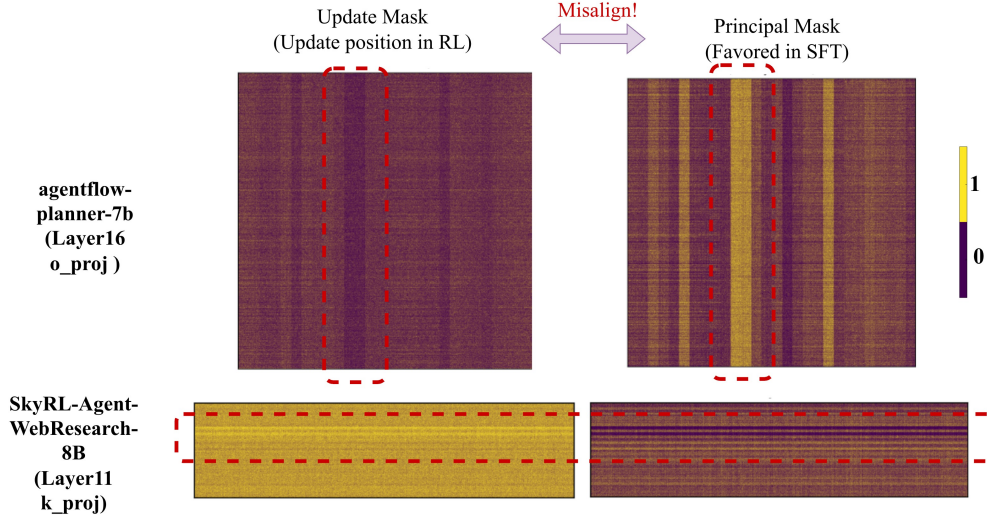 Update Mask
(Update position in RL)
Misalign!
Principal Mask
(Favored in SFT)
agentflow-
planner-7b
(Layer16
o_proj )
1
0
SkyRL-Agent-
WebResearch-
8B
(Layer11
k_proj)